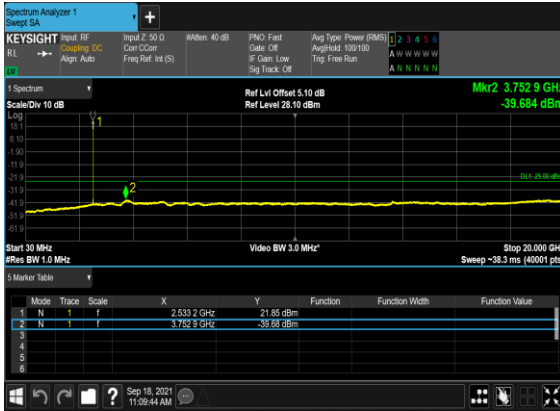 Spectrum Analyzer 1
Swept SA
+
KEYSIGHT Input: RF Input Z: 50 Ω #Atten: 40 dB PNO: Fast Avg Type: Power (RMS) 1 2 3 4 5 6
RL Coupling: DC Corr CCorr Gate: Off Avg|Hold: 100/100 A W W W W W
Align: Auto Freq Ref: Int (S) IF Gain: Low Trig: Free Run
Sig Track: Off A N N N N N
1 Spectrum Ref Lvl Offset 5.10 dB Mkr2 3.752 9 GHz
Scale/Div 10 dB Ref Level 28.10 dBm -39.684 dBm
Log
18.1 1
8.10
-1.90
-11.9
-21.9 DL1 -25.00 dBm
-31.9 2
-41.9
-51.9
-61.9
Start 30 MHz Video BW 3.0 MHz* Stop 20.000 GHz
#Res BW 1.0 MHz Sweep ~38.3 ms (40001 pts)
5 Marker Table
Mode Trace Scale X Y Function Function Width Function Value
1 N 1 f 2.533 2 GHz 21.85 dBm
2 N 1 f 3.752 9 GHz -39.68 dBm
3
4
5
6
? Sep 18, 2021
11:09:44 AM